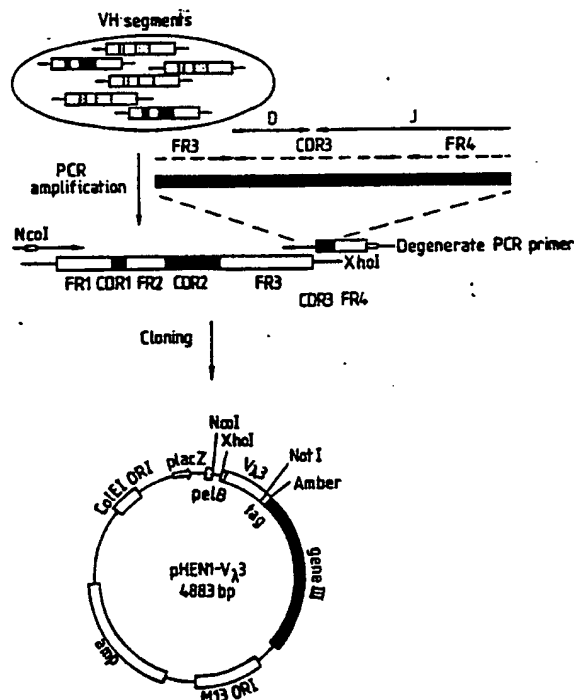 VH segments
D J
FR3 CDR3 FR4
PCR
amplification
NcoI
Degenerate PCR primer
XhoI
FR1 CDR1 FR2 CDR2 FR3
CDR3 FR4
Cloning
NcoI
XhoI
Vλ3
NotI
Amber
placZ
pelB
tag
ColEI ORI
gene III
pHEN1-Vλ3
4883 bp
amp
M13 ORI